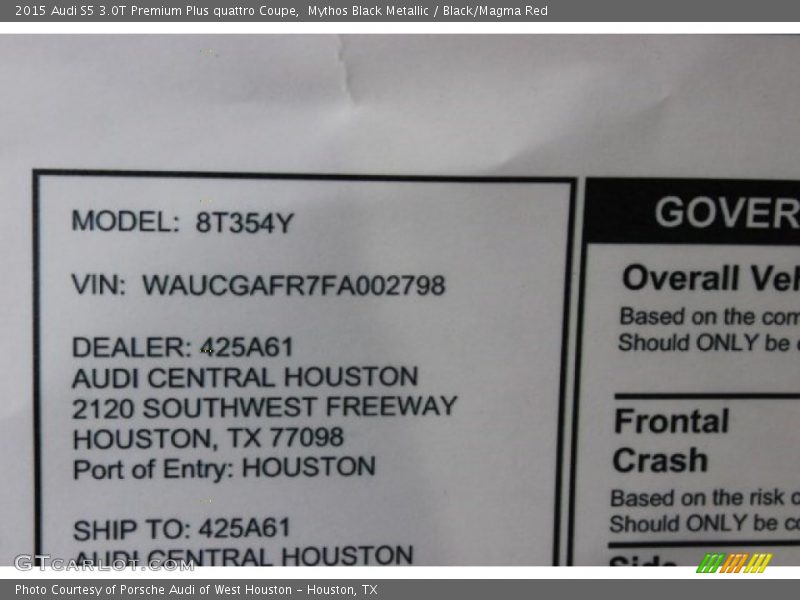 2015 Audi S5 3.0T Premium Plus quattro Coupe,  Mythos Black Metallic / Black/Magma Red
MODEL: 8T354Y
VIN: WAUCGAFR7FA002798
DEALER: 425A61
AUDI CENTRAL HOUSTON
2120 SOUTHWEST FREEWAY
HOUSTON, TX 77098
Port of Entry: HOUSTON
SHIP TO: 425A61
AUDI CENTRAL HOUSTON
GOVER
Overall Veh
Based on the com
Should ONLY be c
Frontal
Crash
Based on the risk o
Should ONLY be co
Side
GTCARLOT.COM
Photo Courtesy of Porsche Audi of West Houston - Houston, TX